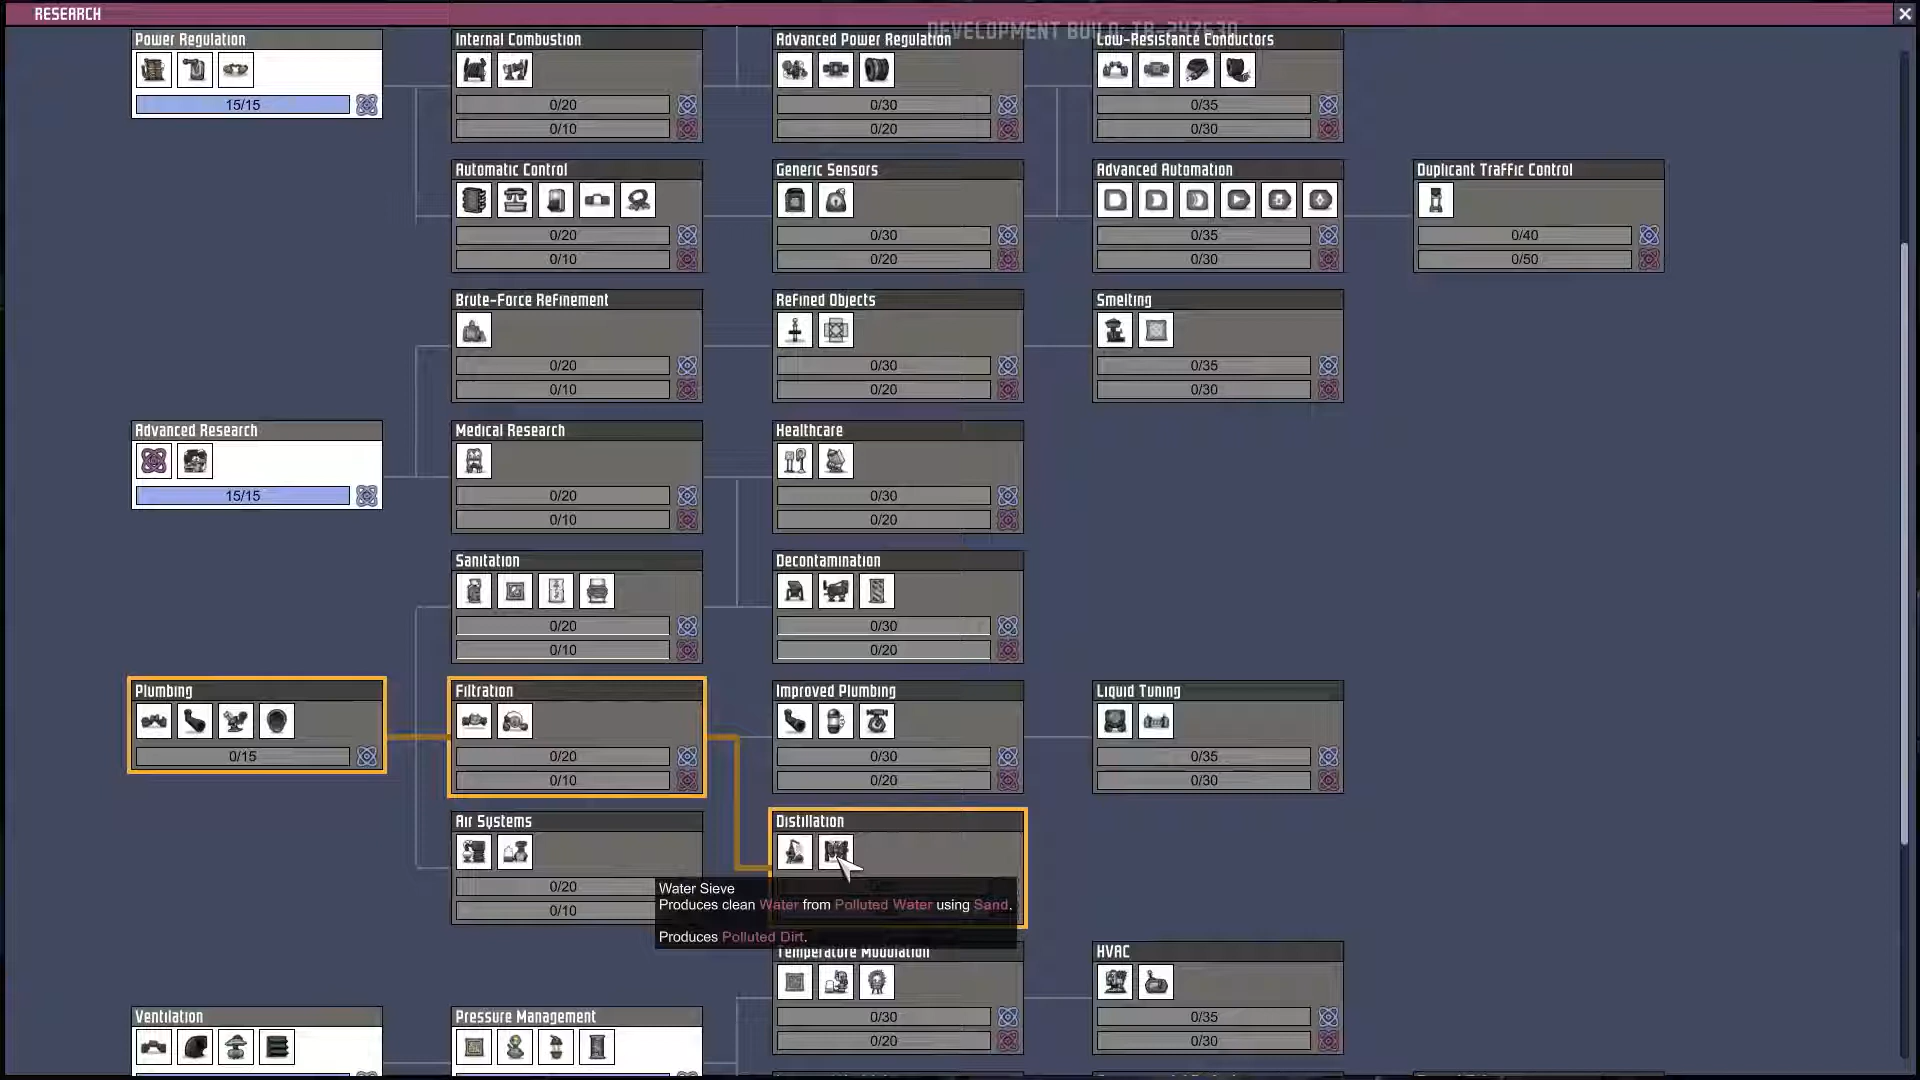 RESEARCH
DEVELOPMENT BUILD:
Power Regulation
15/15
Internal Combustion
0/20
0/10
Advanced Power Regulation
0/30
0/20
Low-Resistance Conductors
0/35
0/30
Automatic Control
0/20
0/10
Generic Sensors
0/30
0/20
Advanced Automation
0/35
0/30
Duplicant Traffic Control
0/40
0/50
Brute-Force Refinement
0/20
0/10
Refined Objects
0/30
0/20
Smelting
0/35
0/30
Advanced Research
15/15
Medical Research
0/20
0/10
Healthcare
0/30
0/20
Sanitation
0/20
0/10
Decontamination
0/30
0/20
Plumbing
0/15
Filtration
0/20
0/10
Improved Plumbing
0/30
0/20
Liquid Tuning
0/35
0/30
Air Systems
0/20
0/10
Distillation
Water Sieve
Produces clean Water from Polluted Water using Sand.
Produces Polluted Dirt.
Temperature Modulation
0/30
0/20
HVAC
0/35
0/30
Ventilation
Pressure Management